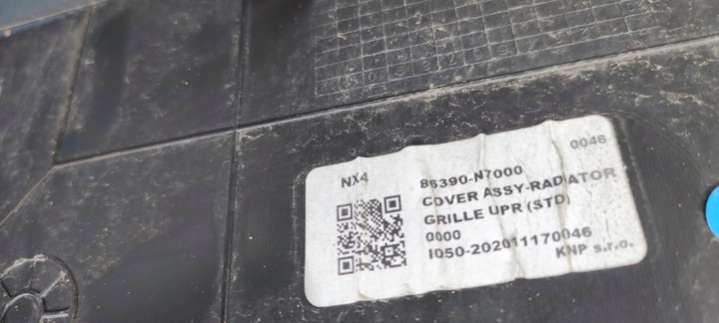 NX4
0046
86390-N7000
COVER ASSY-RADIATOR
GRILLE UPR (STD)
0000
I050-202011170046
KNP s.r.o.